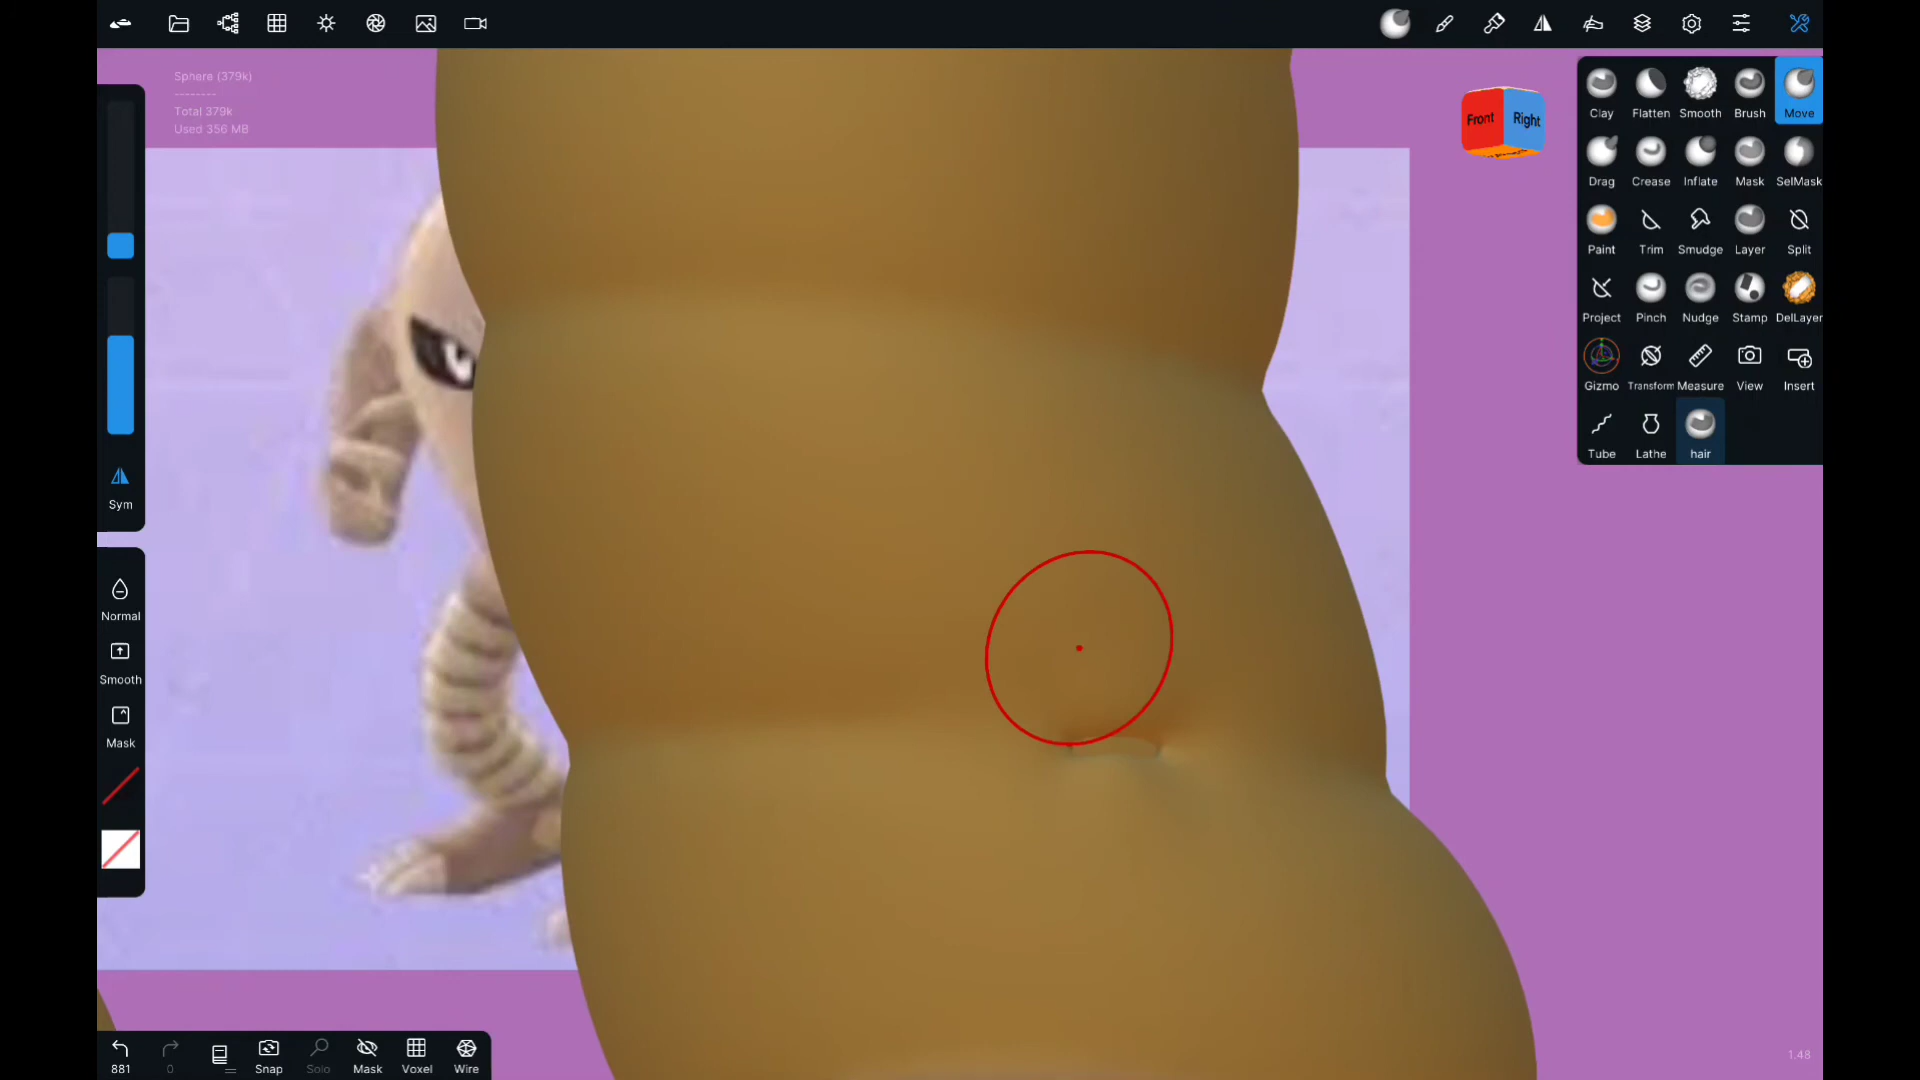 Sphere (379k)
--------
Total 379k
Used 356 MB
Front
Right
Clay
Flatten
Smooth
Brush
Move
Drag
Crease
Inflate
Mask
SelMask
Paint
Trim
Smudge
Layer
Split
Project
Pinch
Nudge
Stamp
DelLayer
Gizmo
Transform
Measure
View
Insert
Tube
Lathe
hair
Sym
Normal
Smooth
Mask
881
0
Snap
Solo
Mask
Voxel
Wire
1.48